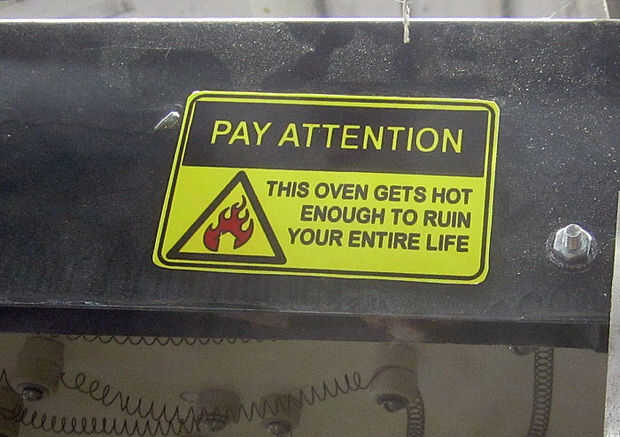 PAY ATTENTION
THIS OVEN GETS HOT
ENOUGH TO RUIN
YOUR ENTIRE LIFE